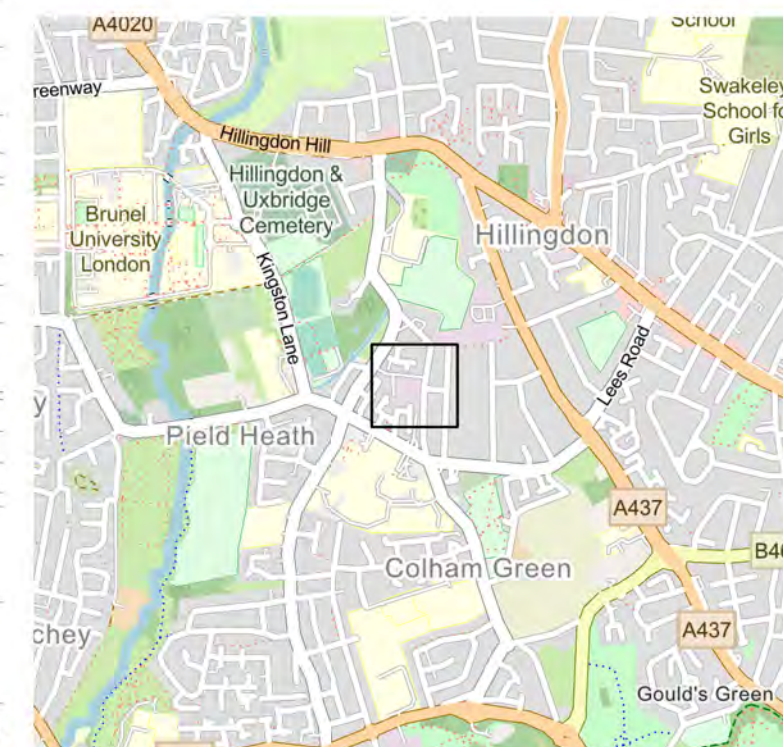 A4020
School
reenway
Swakeley
School fo
Girls
Hillingdon Hill
Hillingdon &
Uxbridge
Cemetery
Brunel
University
London
Hillingdon
Kingston Lane
Lees Road
y
Pield Heath
A437
B46
Colham Green
chey
A437
Gould's Green